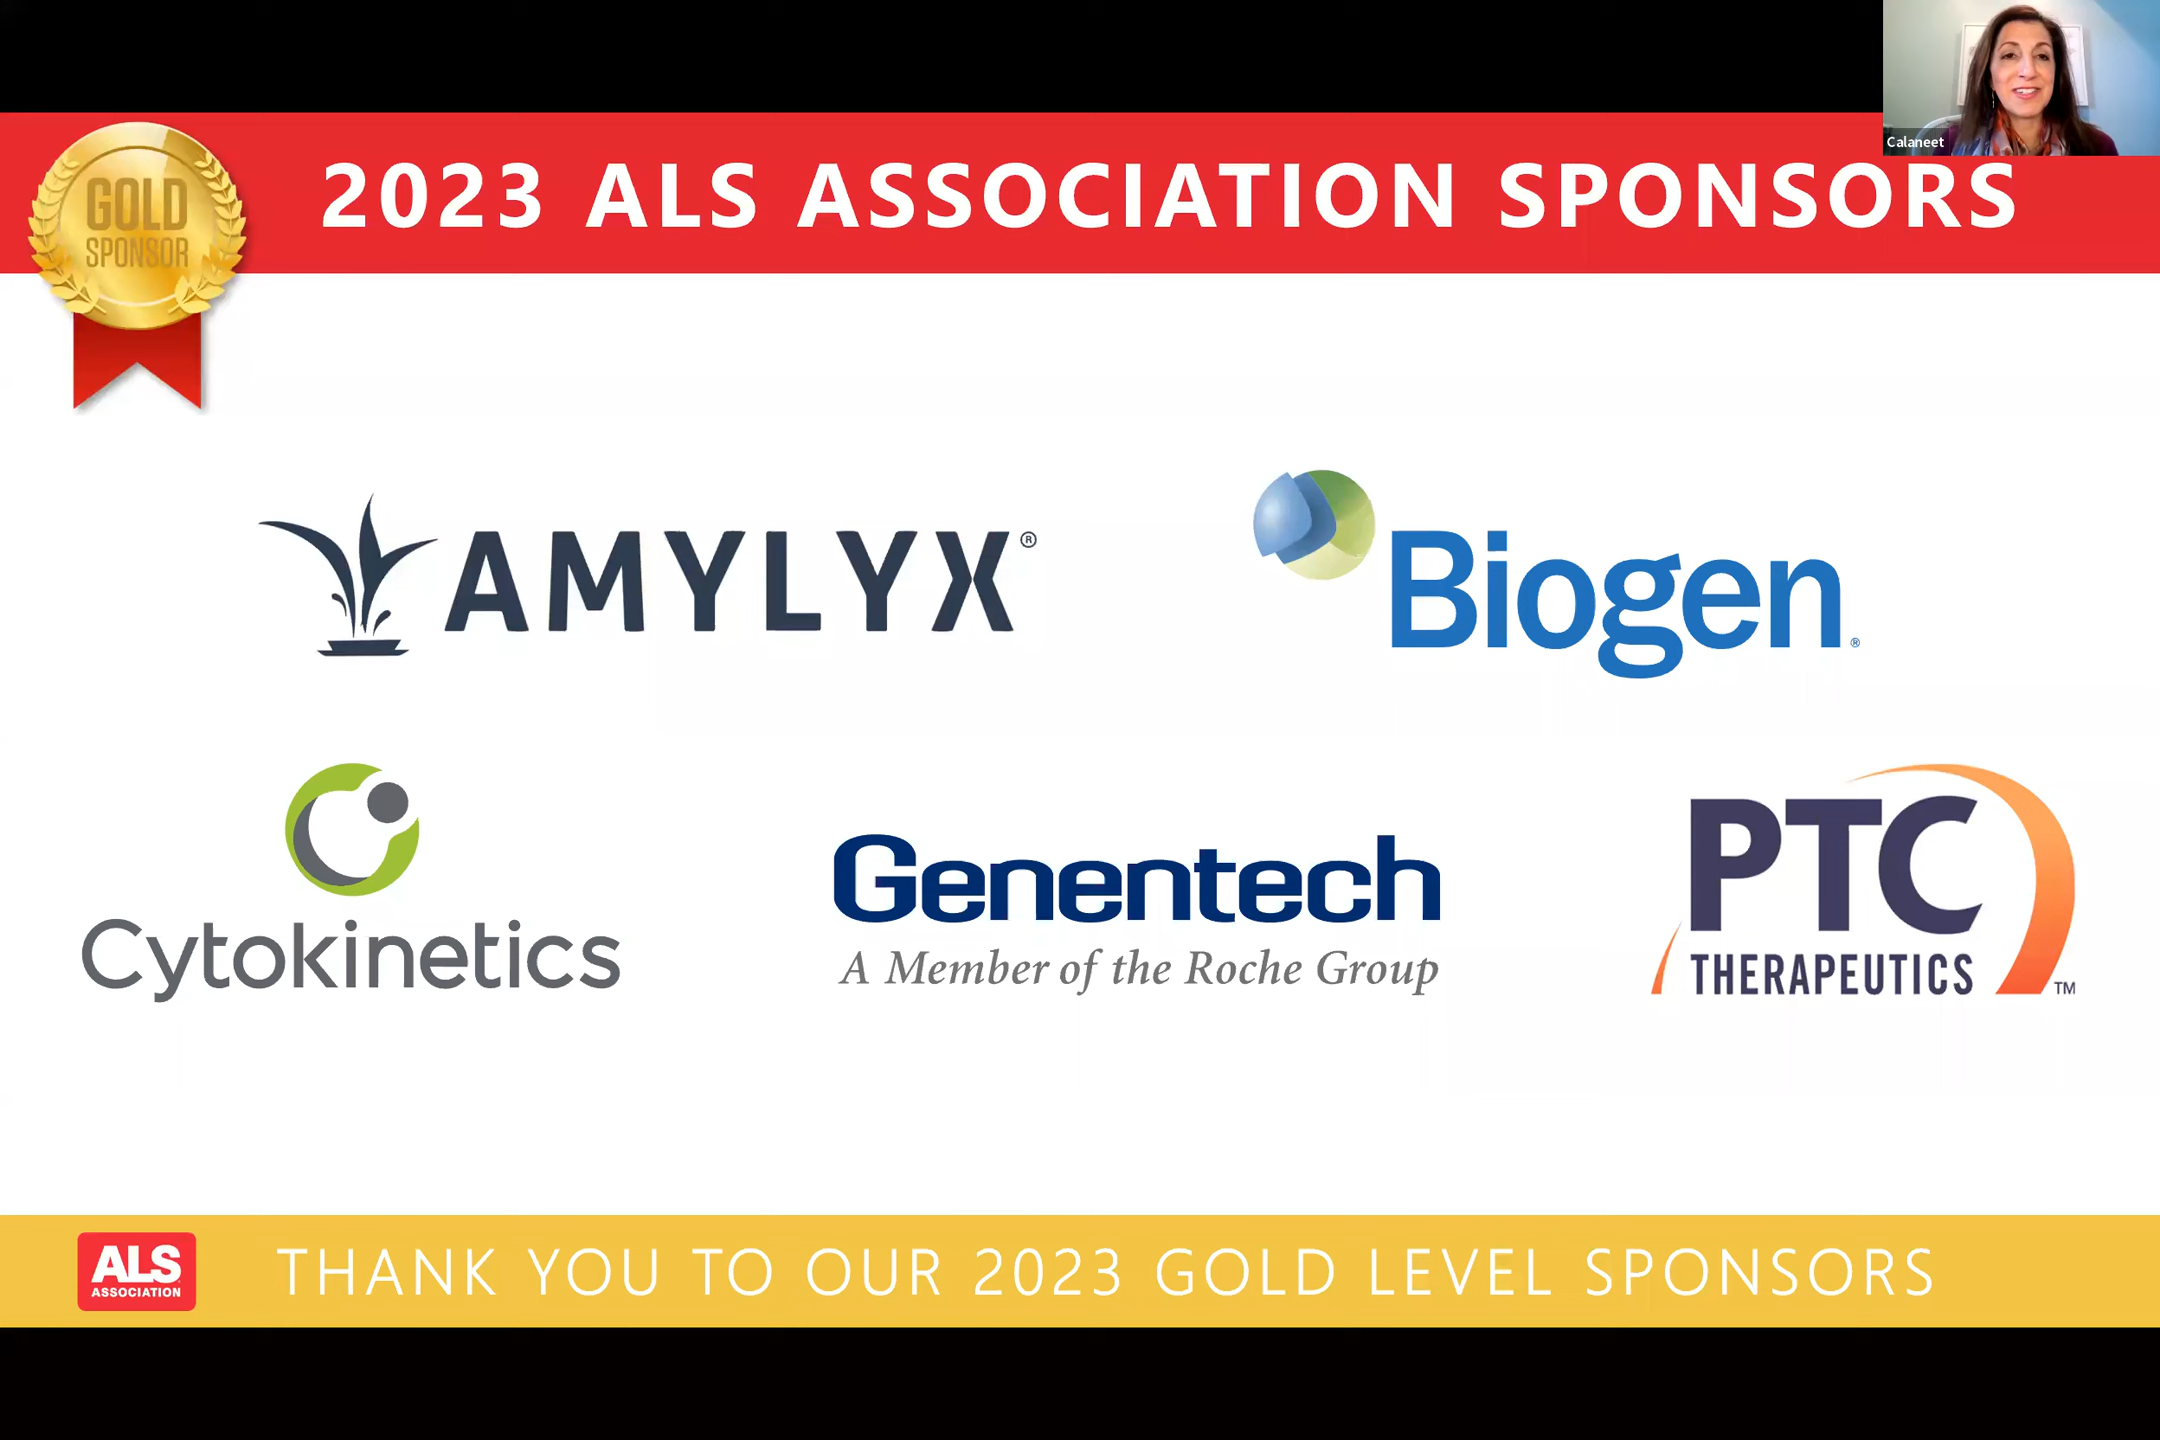 Calaneet
GOLD
SPONSOR
2023 ALS ASSOCIATION SPONSORS
AMYLYX®
Biogen®
Cytokinetics
Genentech
A Member of the Roche Group
PTC
THERAPEUTICS™
ALS
ASSOCIATION
THANK YOU TO OUR 2023 GOLD LEVEL SPONSORS